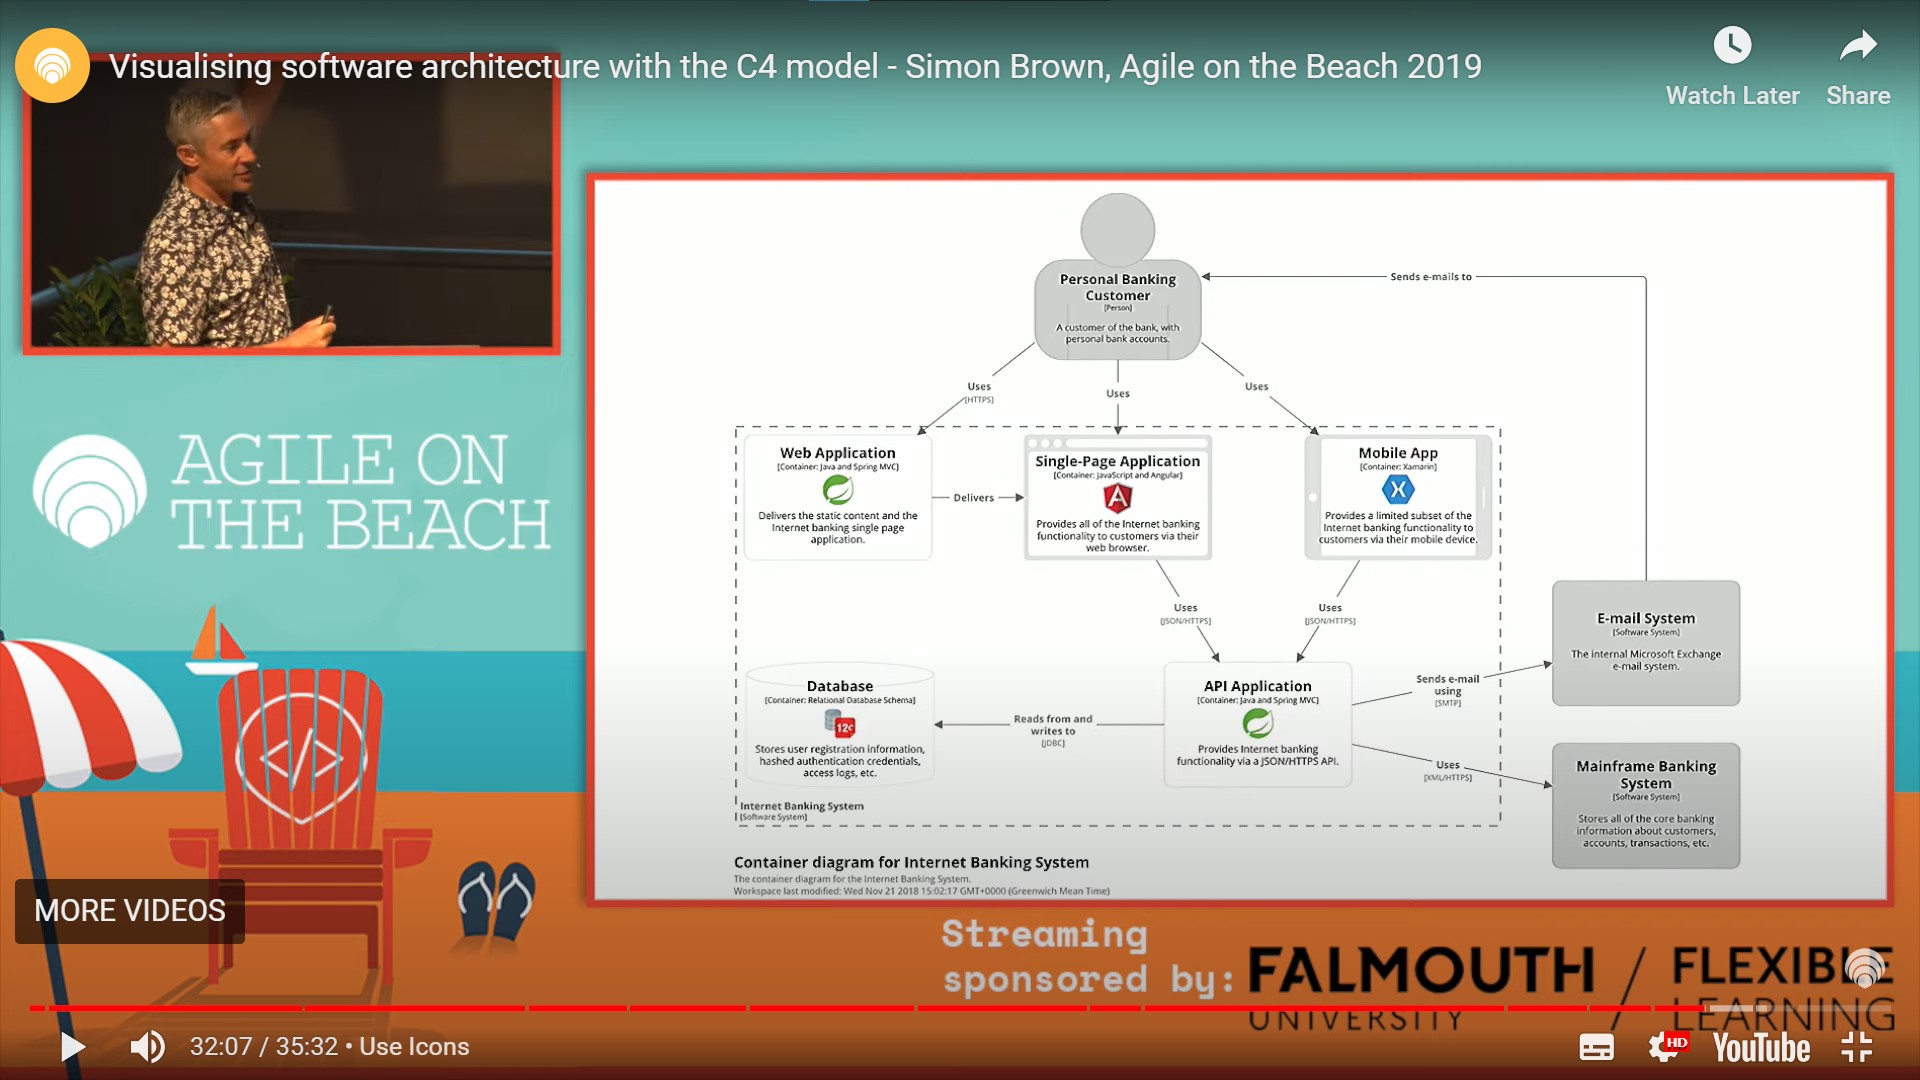 Visualising software architecture with the C4 model - Simon Brown, Agile on the Beach 2019
Watch Later
Share
AGILE ON
THE BEACH
</>
Personal Banking
Customer
[Person]
A customer of the bank, with
personal bank accounts.
Sends e-mails to
Uses
[HTTPS]
Uses
Uses
Web Application
[Container: Java and Spring MVC]
Delivers the static content and the
Internet banking single page
application.
Delivers
Single-Page Application
[Container: JavaScript and Angular]
A
Provides all of the Internet banking
functionality to customers via their
web browser.
Mobile App
[Container: Xamarin]
X
Provides a limited subset of the
Internet banking functionality to
customers via their mobile device.
Uses
[JSON/HTTPS]
Uses
[JSON/HTTPS]
E-mail System
[Software System]
The internal Microsoft Exchange
e-mail system.
Database
[Container: Relational Database Schema]
12c
Stores user registration information,
hashed authentication credentials,
access logs, etc.
Reads from and
writes to
[JDBC]
API Application
[Container: Java and Spring MVC]
Provides Internet banking
functionality via a JSON/HTTPS API.
Sends e-mail
using
[SMTP]
Uses
[XML/HTTPS]
Mainframe Banking
System
[Software System]
Stores all of the core banking
information about customers,
accounts, transactions, etc.
Internet Banking System
[Software System]
Container diagram for Internet Banking System
The container diagram for the Internet Banking System.
Workspace last modified: Wed Nov 21 2018 15:02:17 GMT+0000 (Greenwich Mean Time)
MORE VIDEOS
Streaming
sponsored by:
FALMOUTH
UNIVERSITY
/
FLEXIBLE
LEARNING
32:07 / 35:32 • Use Icons
HD
YouTube